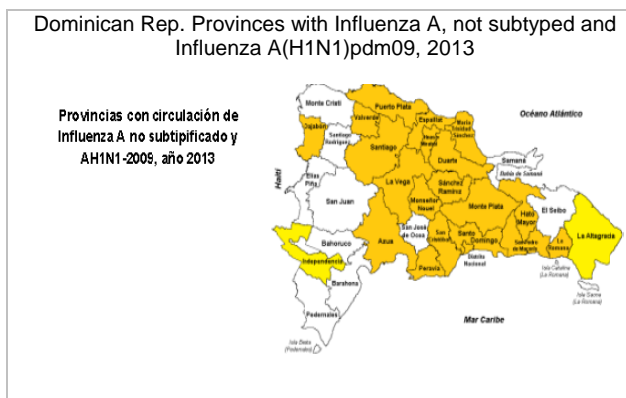 Dominican Rep. Provinces with Influenza A, not subtyped and
Influenza A(H1N1)pdm09, 2013
Provincias con circulación de
Influenza A no subtipificado y
AH1N1-2009, año 2013
Monte Cristi
Puerto Plata
Océano Atlántico
Valverde
Espaillat
María
Trinidad
Sánchez
Dajabón
Santiago
Rodríguez
Santiago
Duarte
Samaná
Bahía de Samaná
Haití
Elías
Piña
La Vega
Sánchez
Ramírez
San Juan
Monseñor
Nouel
Monte Plata
Hato
Mayor
El Seibo
La Altagracia
San José
de Ocoa
Azua
San
Cristóbal
Santo
Domingo
San Pedro
de Macorís
La
Romana
Bahoruco
Independencia
Peravia
Distrito
Nacional
Isla Catalina
(La Romana)
Barahona
Isla Saona
(La Romana)
Pedernales
Mar Caribe
Isla Beata
(Pedernales)